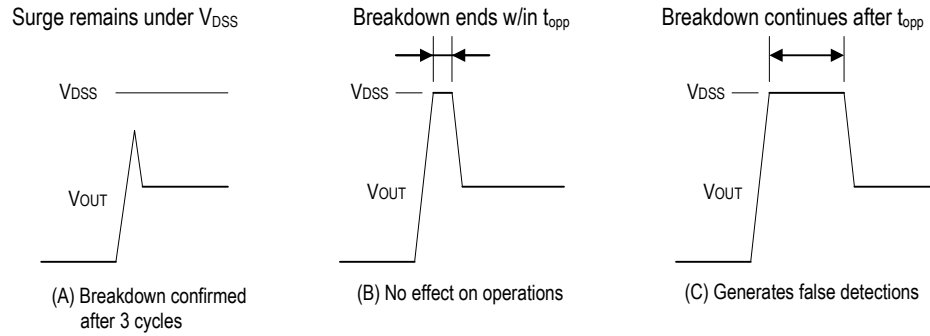 Surge remains under VDSS
Breakdown ends w/in topp
Breakdown continues after topp
VDSS
VOUT
(A) Breakdown confirmed
after 3 cycles
VDSS
VOUT
(B) No effect on operations
VDSS
VOUT
(C) Generates false detections